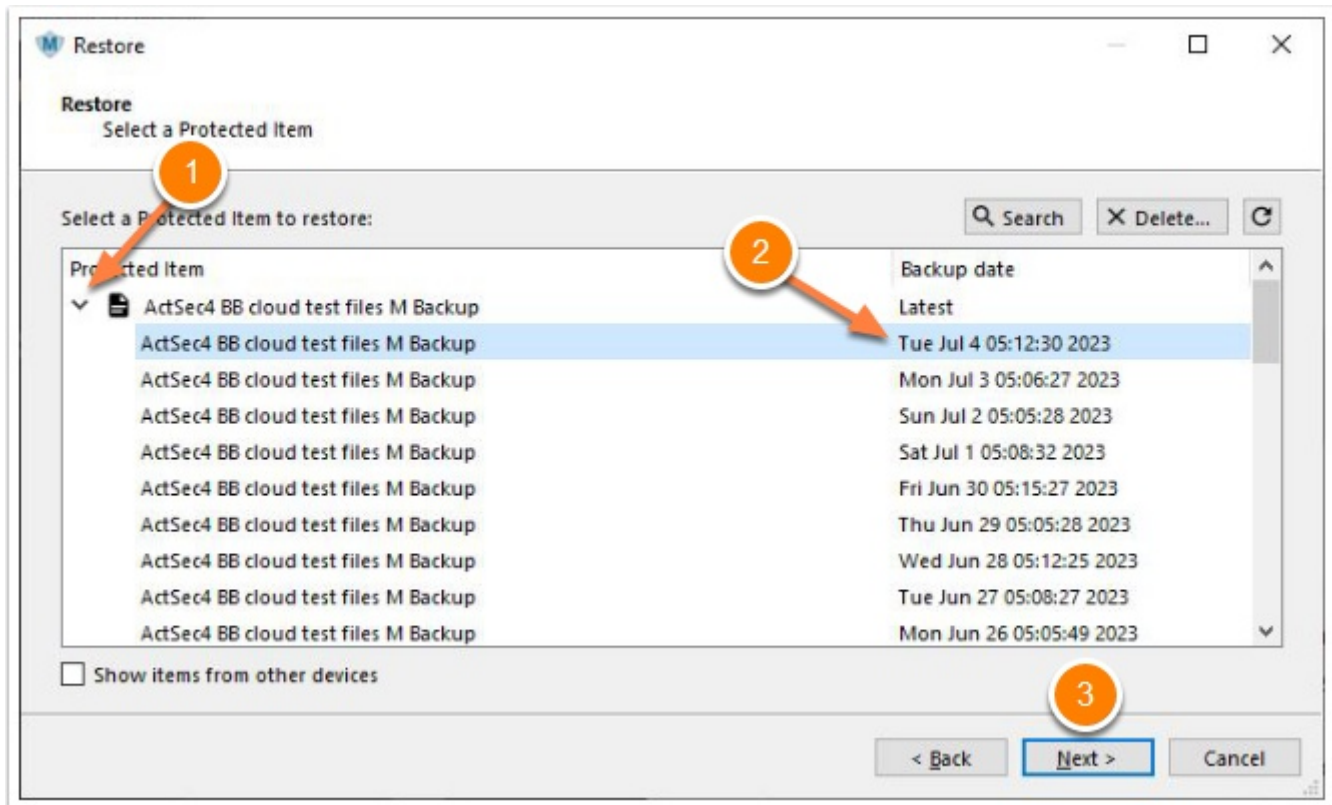 Restore
Restore
Select a Protected Item
1
Select a Protected Item to restore:
Search
Delete...
2
Protected Item Backup date
ActSec4 BB cloud test files M Backup Latest
ActSec4 BB cloud test files M Backup Tue Jul 4 05:12:30 2023
ActSec4 BB cloud test files M Backup Mon Jul 3 05:06:27 2023
ActSec4 BB cloud test files M Backup Sun Jul 2 05:05:28 2023
ActSec4 BB cloud test files M Backup Sat Jul 1 05:08:32 2023
ActSec4 BB cloud test files M Backup Fri Jun 30 05:15:27 2023
ActSec4 BB cloud test files M Backup Thu Jun 29 05:05:28 2023
ActSec4 BB cloud test files M Backup Wed Jun 28 05:12:25 2023
ActSec4 BB cloud test files M Backup Tue Jun 27 05:08:27 2023
ActSec4 BB cloud test files M Backup Mon Jun 26 05:05:49 2023
Show items from other devices
3
< Back Next > Cancel